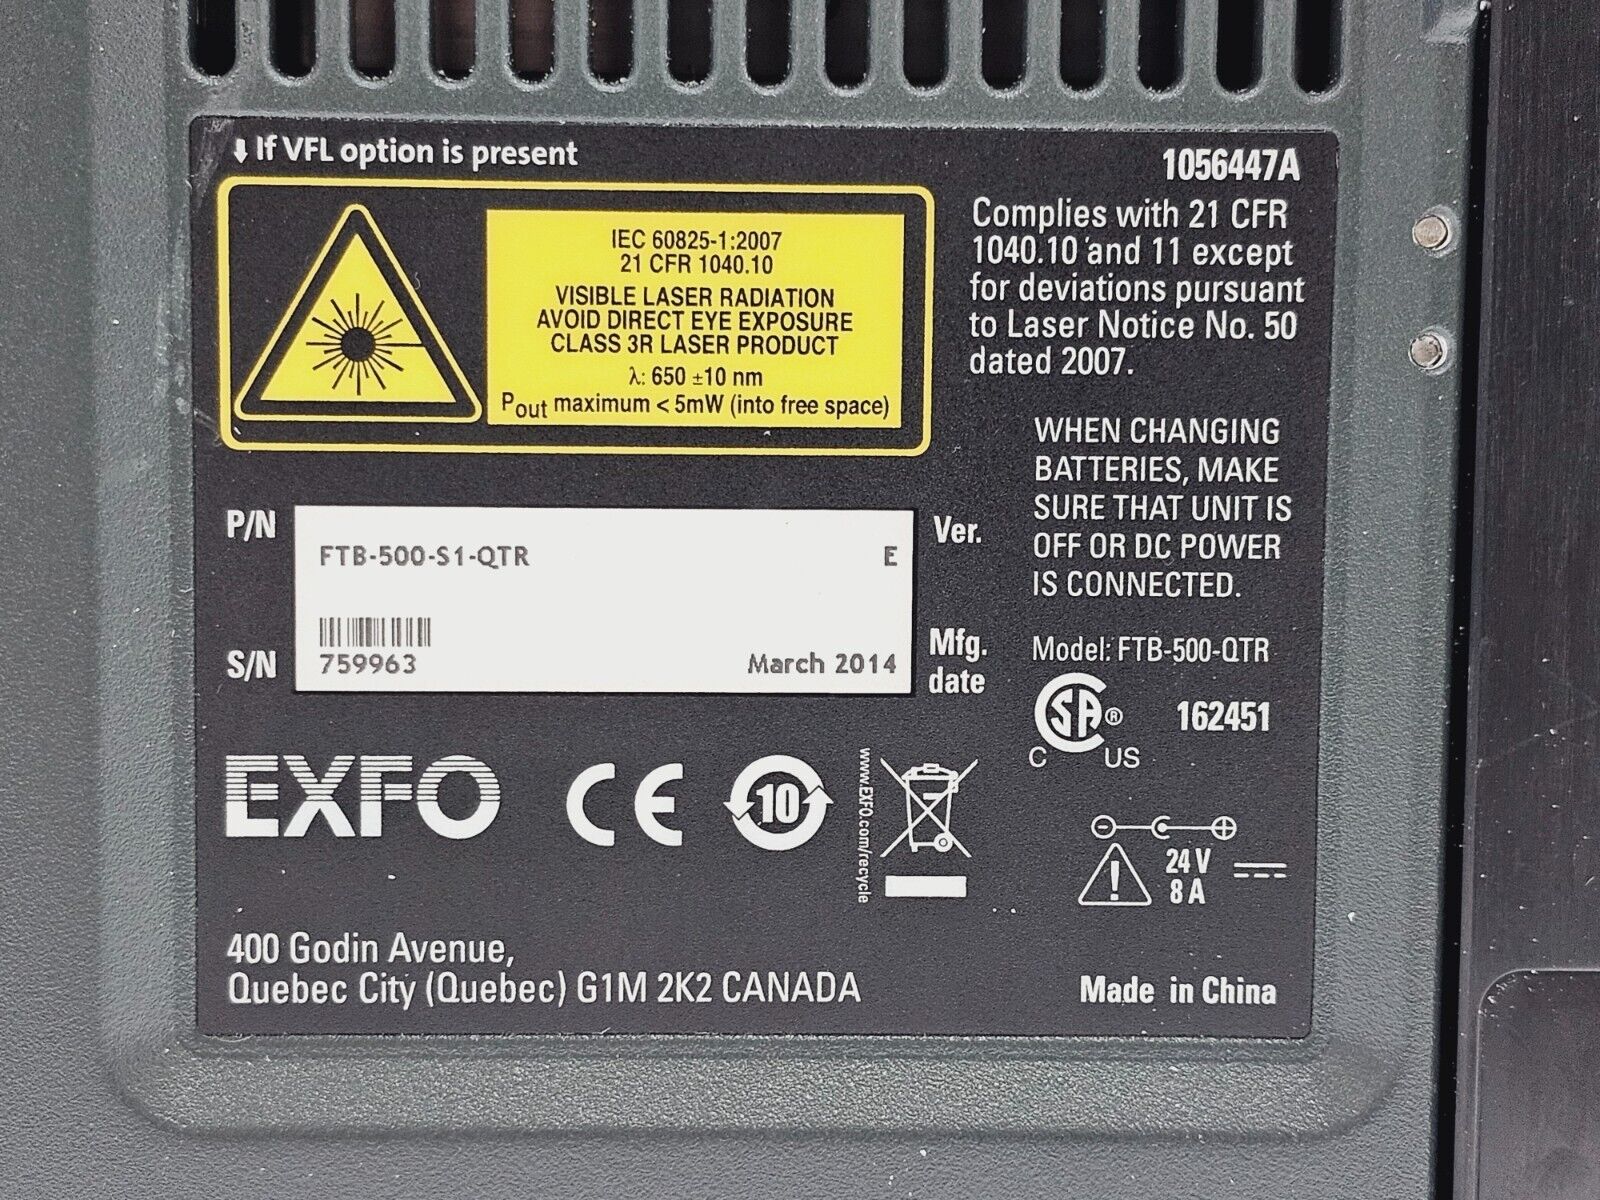 If VFL option is present
IEC 60825-1:2007
21 CFR 1040.10
VISIBLE LASER RADIATION
AVOID DIRECT EYE EXPOSURE
CLASS 3R LASER PRODUCT
λ: 650 ±10 nm
Pout maximum < 5mW (into free space)
1056447A
Complies with 21 CFR
1040.10 and 11 except
for deviations pursuant
to Laser Notice No. 50
dated 2007.
WHEN CHANGING
BATTERIES, MAKE
SURE THAT UNIT IS
OFF OR DC POWER
IS CONNECTED.
P/N FTB-500-S1-QTR E Ver.
S/N 759963 March 2014 Mfg.
date
Model: FTB-500-QTR
SA® 162451
C US
EXFO CE 10
www.EXFO.com/recycle
24 V
8 A
400 Godin Avenue,
Quebec City (Quebec) G1M 2K2 CANADA
Made in China